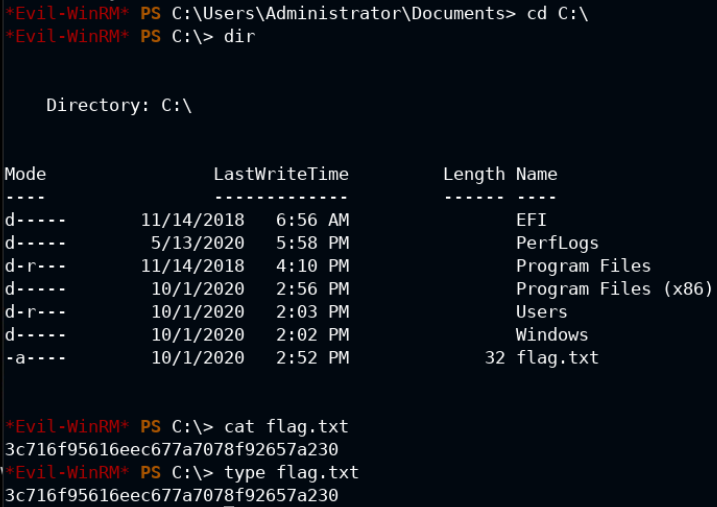 *Evil-WinRM* PS C:\Users\Administrator\Documents> cd C:\
*Evil-WinRM* PS C:\> dir
Directory: C:\
Mode LastWriteTime Length Name
---- ------------- ------ ----
d----- 11/14/2018 6:56 AM EFI
d----- 5/13/2020 5:58 PM PerfLogs
d-r--- 11/14/2018 4:10 PM Program Files
d----- 10/1/2020 2:56 PM Program Files (x86)
d-r--- 10/1/2020 2:03 PM Users
d----- 10/1/2020 2:02 PM Windows
-a---- 10/1/2020 2:52 PM 32 flag.txt
*Evil-WinRM* PS C:\> cat flag.txt
3c716f95616eec677a7078f92657a230
*Evil-WinRM* PS C:\> type flag.txt
3c716f95616eec677a7078f92657a230